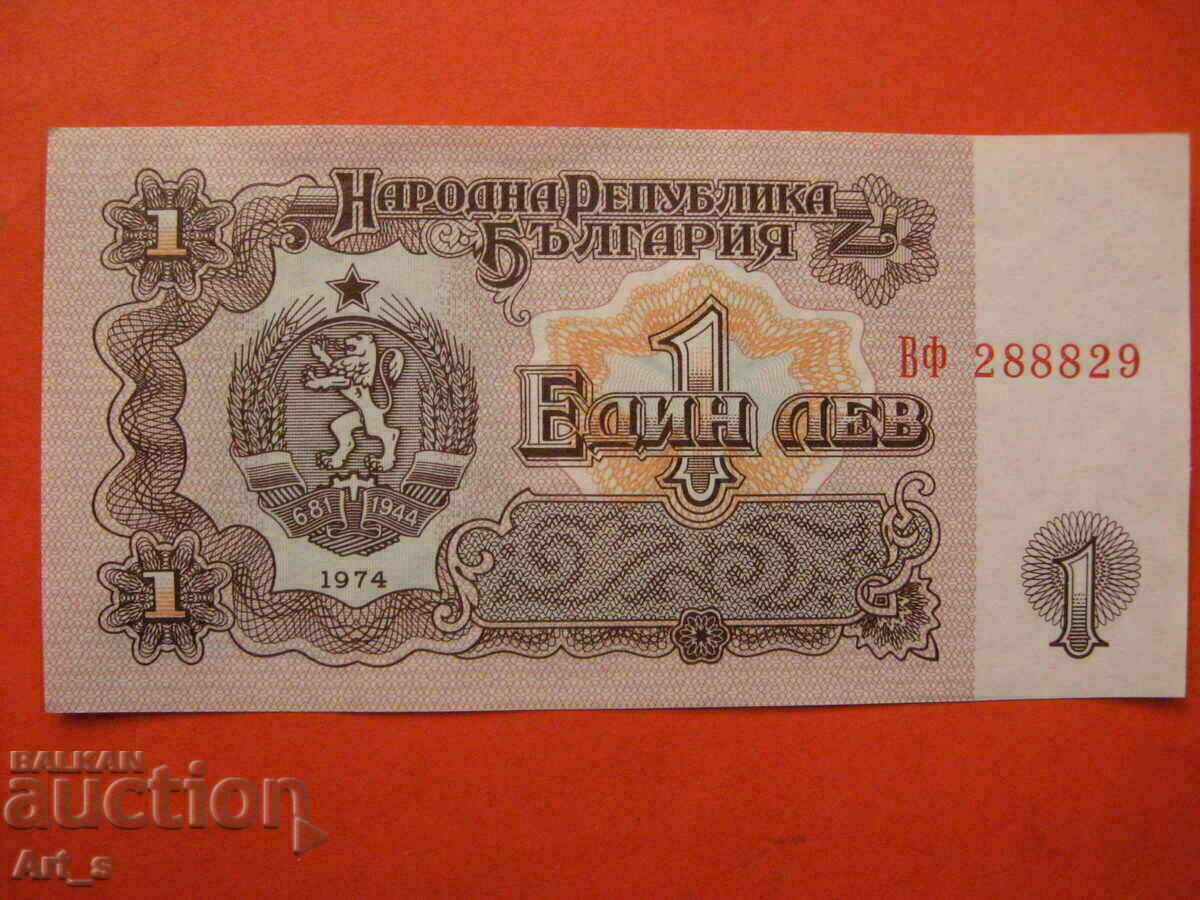 НАРОДНА РЕПУБЛИКА
БЪЛГАРИЯ
1
1
ЕДИН ЛЕВ
ВФ 288829
681 1944
1974
1
1
BALKAN
auction
Art_s